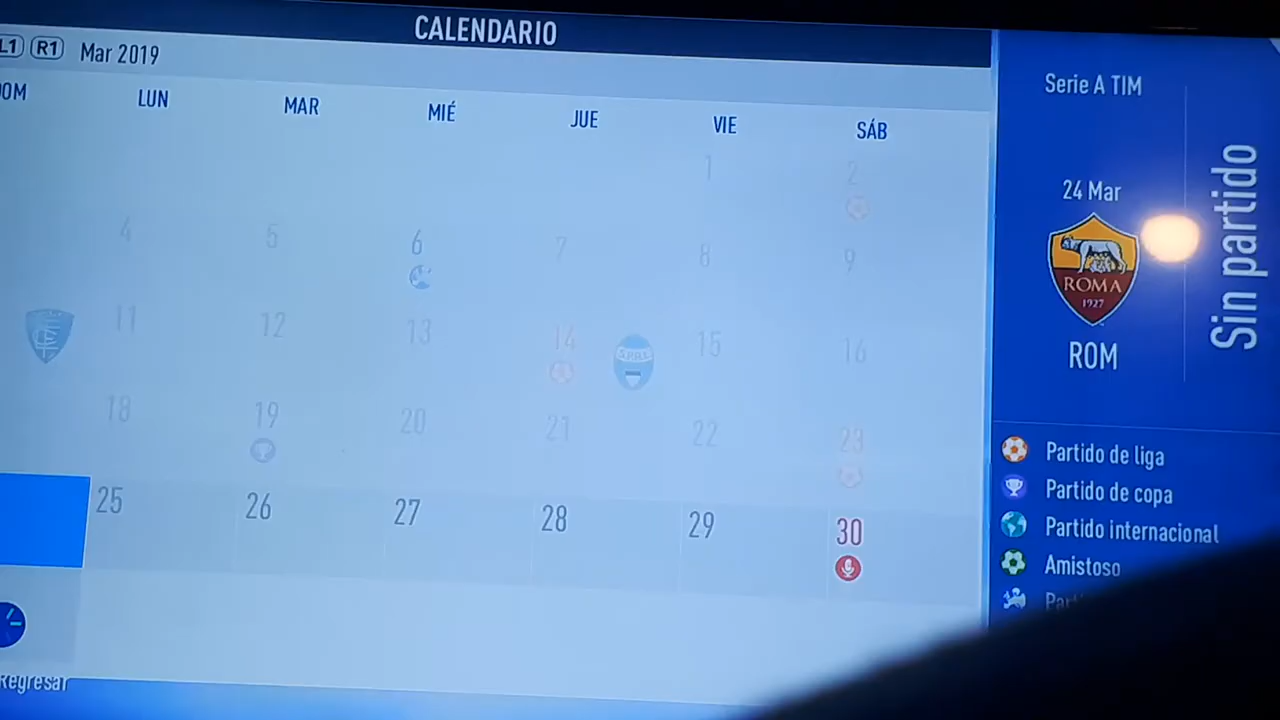 CALENDARIO
L1 R1 Mar 2019
DOM LUN MAR MIÉ JUE VIE SÁB
1 2
4 5 6 7 8 9
11 12 13 14 15 16
18 19 20 21 22 23
25 26 27 28 29 30
Regresar
Serie A TIM
24 Mar
ROMA
1927
ROM
Sin partido
Partido de liga
Partido de copa
Partido internacional
Amistoso